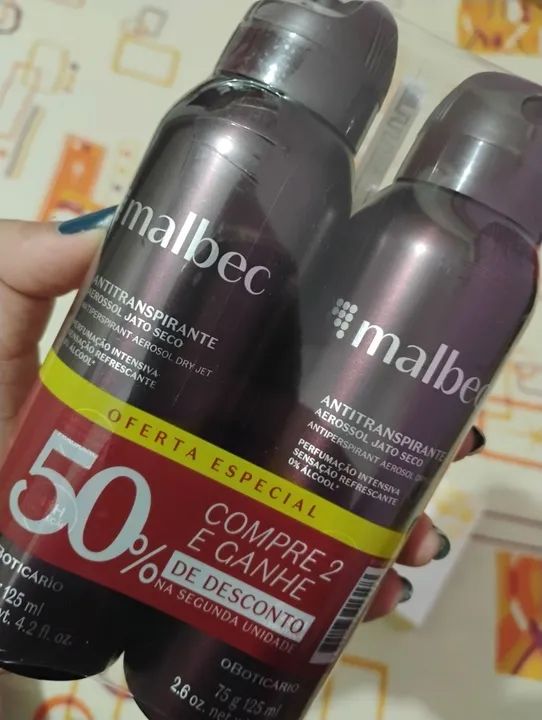 malbec
ANTITRANSPIRANTE
AEROSSOL JATO SECO
ANTIPERSPIRANT AEROSOL DRY JET
PERFUMAÇÃO INTENSIVA
SENSAÇÃO REFRESCANTE
0% ÁLCOOL*
malbec
ANTITRANSPIRANTE
AEROSSOL JATO SECO
ANTIPERSPIRANT AEROSOL
PERFUMAÇÃO INTENSIVA
SENSAÇÃO REFRESCANTE
0% ÁLCOOL*
OFERTA ESPECIAL
50%
COMPRE 2
E GANHE
DE DESCONTO
NA SEGUNDA UNIDADE
OBOTICÁRIO
125 ml
4.2 fl. oz.
OBOTICÁRIO
75 g 125 ml
2.6 oz.